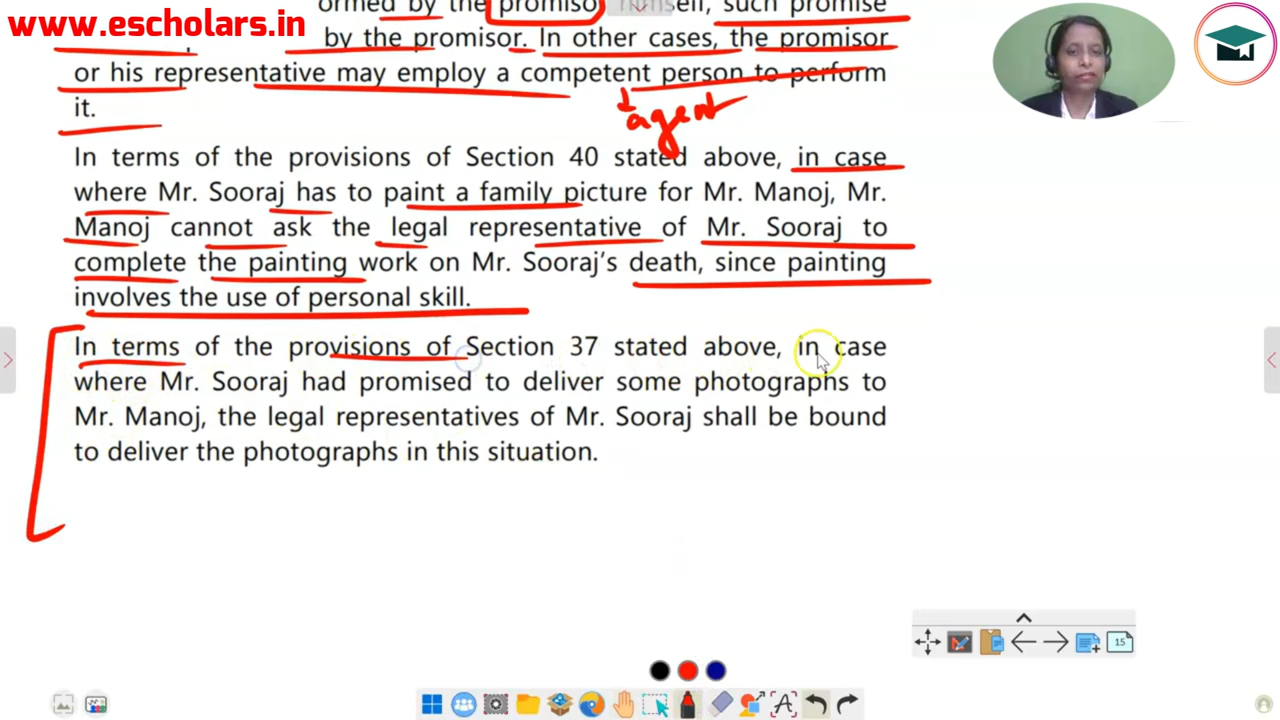 www.escholars.in
ormed by the promiso himself, such promise
by the promisor. In other cases, the promisor
or his representative may employ a competent person to perform
it.
agent
In terms of the provisions of Section 40 stated above, in case
where Mr. Sooraj has to paint a family picture for Mr. Manoj, Mr.
Manoj cannot ask the legal representative of Mr. Sooraj to
complete the painting work on Mr. Sooraj's death, since painting
involves the use of personal skill.
In terms of the provisions of Section 37 stated above, in case
where Mr. Sooraj had promised to deliver some photographs to
Mr. Manoj, the legal representatives of Mr. Sooraj shall be bound
to deliver the photographs in this situation.
15